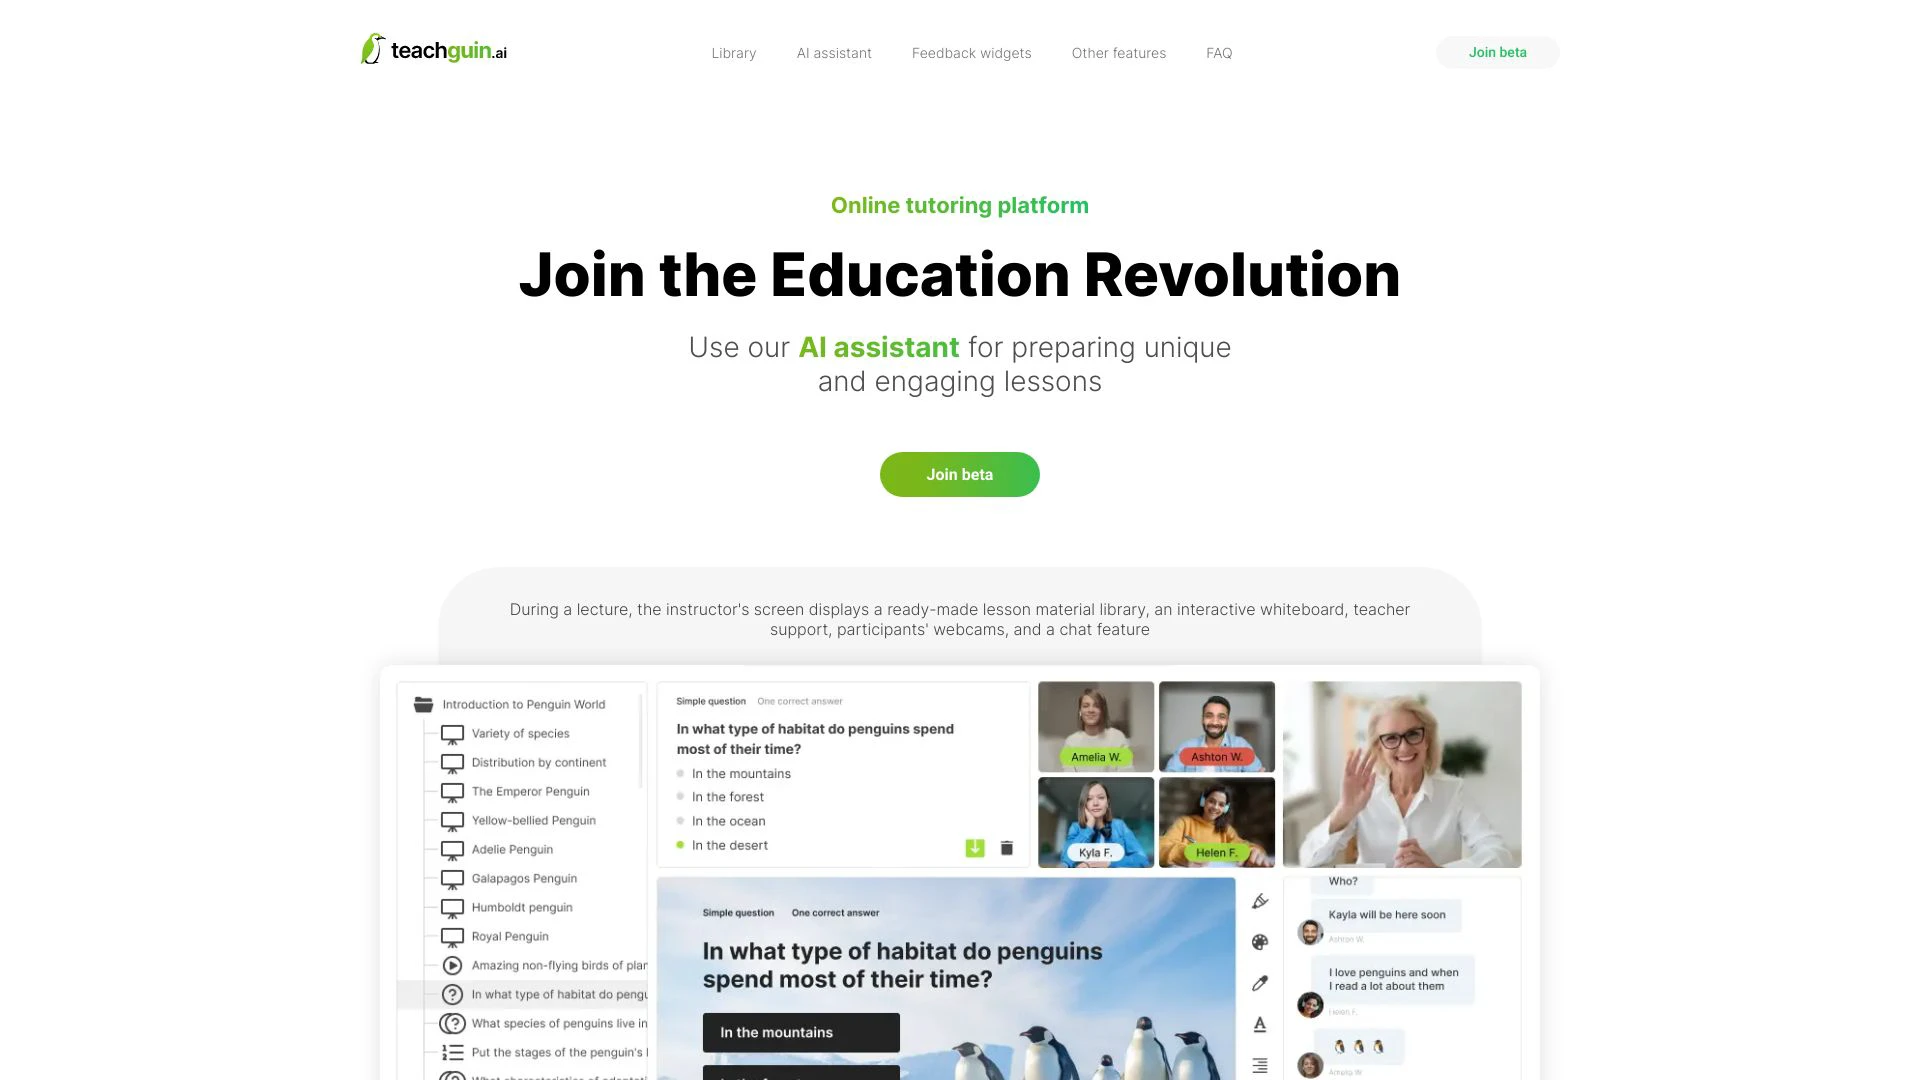 teachguin.ai
Library
AI assistant
Feedback widgets
Other features
FAQ
Join beta
Online tutoring platform
Join the Education Revolution
Use our AI assistant for preparing unique
and engaging lessons
Join beta
During a lecture, the instructor's screen displays a ready-made lesson material library, an interactive whiteboard, teacher
support, participants' webcams, and a chat feature
Introduction to Penguin World
Variety of species
Distribution by continent
The Emperor Penguin
Yellow-bellied Penguin
Adelie Penguin
Galapagos Penguin
Humboldt penguin
Royal Penguin
Amazing non-flying birds of plan
In what type of habitat do pengu
What species of penguins live in
Put the stages of the penguin's
Simple question One correct answer
In what type of habitat do penguins spend
most of their time?
In the mountains
In the forest
In the ocean
In the desert
Amelia W.
Ashton W.
Kyla F.
Helen F.
Simple question One correct answer
In what type of habitat do penguins
spend most of their time?
In the mountains
Who?
Kayla will be here soon
Ashton W.
I love penguins and when
I read a lot about them
Helen F.
Amelia W